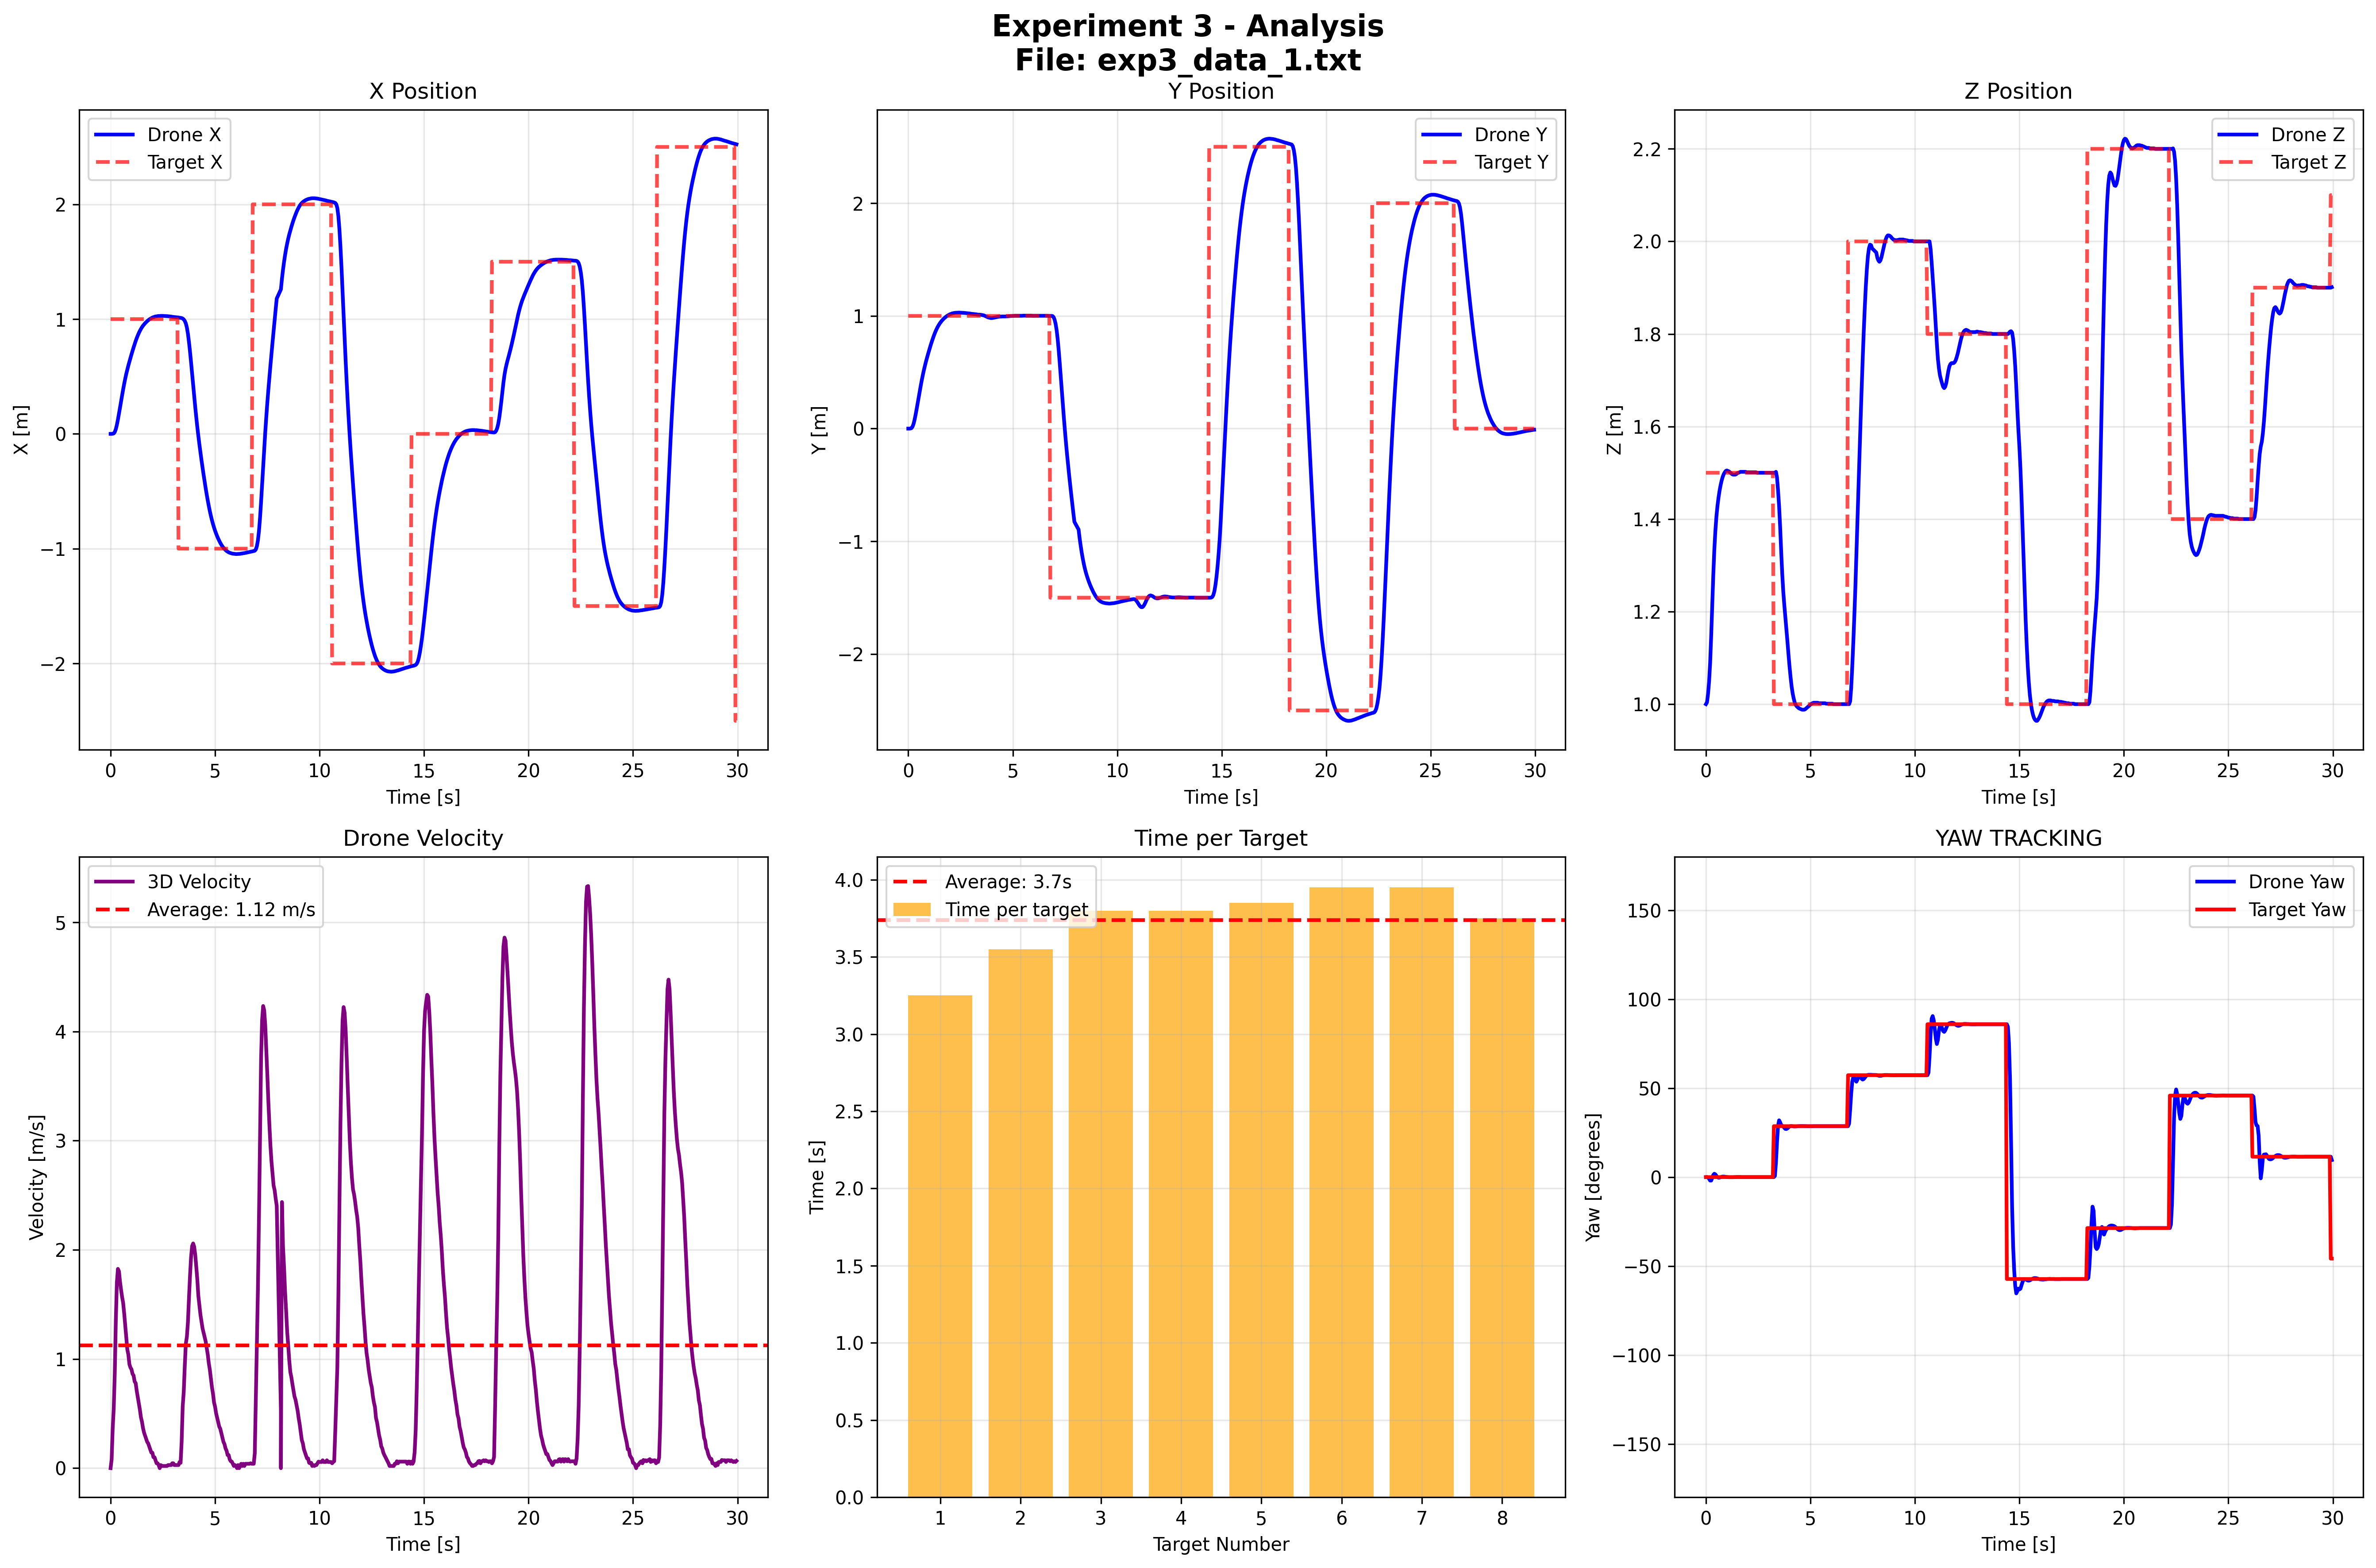 Experiment 3 - Analysis
File: exp3_data_1.txt
X Position
Drone X
Target X
2
1
0
−1
−2
X [m]
0 5 10 15 20 25 30
Time [s]
Y Position
Drone Y
Target Y
2
1
0
−1
−2
Y [m]
0 5 10 15 20 25 30
Time [s]
Z Position
Drone Z
Target Z
2.2
2.0
1.8
1.6
1.4
1.2
1.0
Z [m]
0 5 10 15 20 25 30
Time [s]
Drone Velocity
3D Velocity
Average: 1.12 m/s
5
4
3
2
1
0
Velocity [m/s]
0 5 10 15 20 25 30
Time [s]
Time per Target
Average: 3.7s
Time per target
4.0
3.5
3.0
2.5
2.0
1.5
1.0
0.5
0.0
Time [s]
1 2 3 4 5 6 7 8
Target Number
YAW TRACKING
Drone Yaw
Target Yaw
150
100
50
0
−50
−100
−150
Yaw [degrees]
0 5 10 15 20 25 30
Time [s]